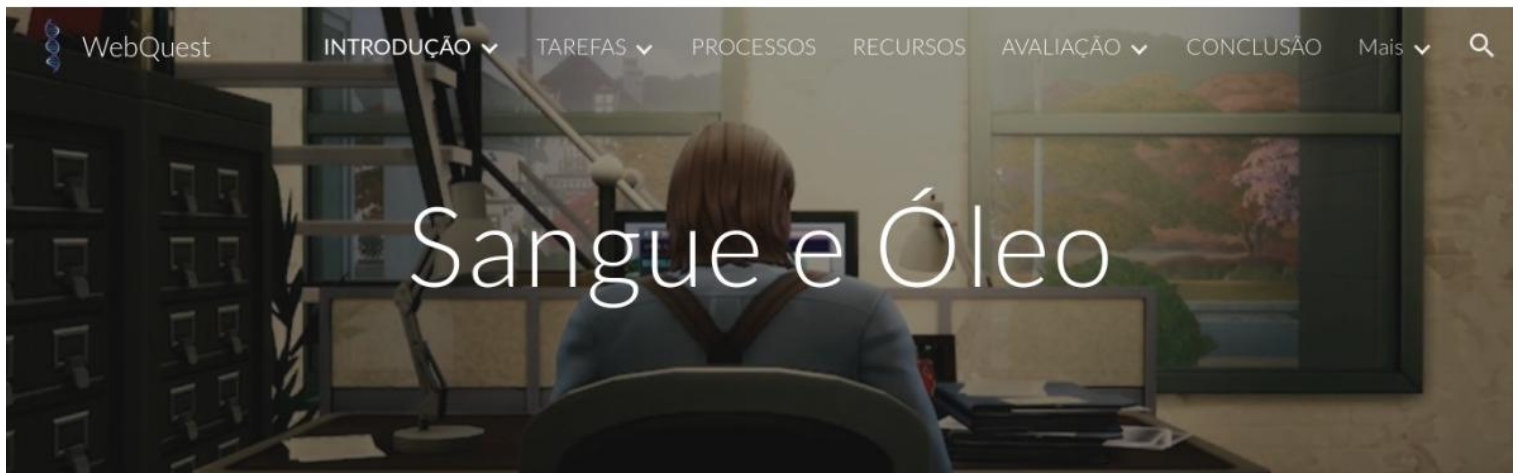 WebQuest INTRODUÇÃO TAREFAS PROCESSOS RECURSOS AVALIAÇÃO CONCLUSÃO Mais
Sangue e Óleo